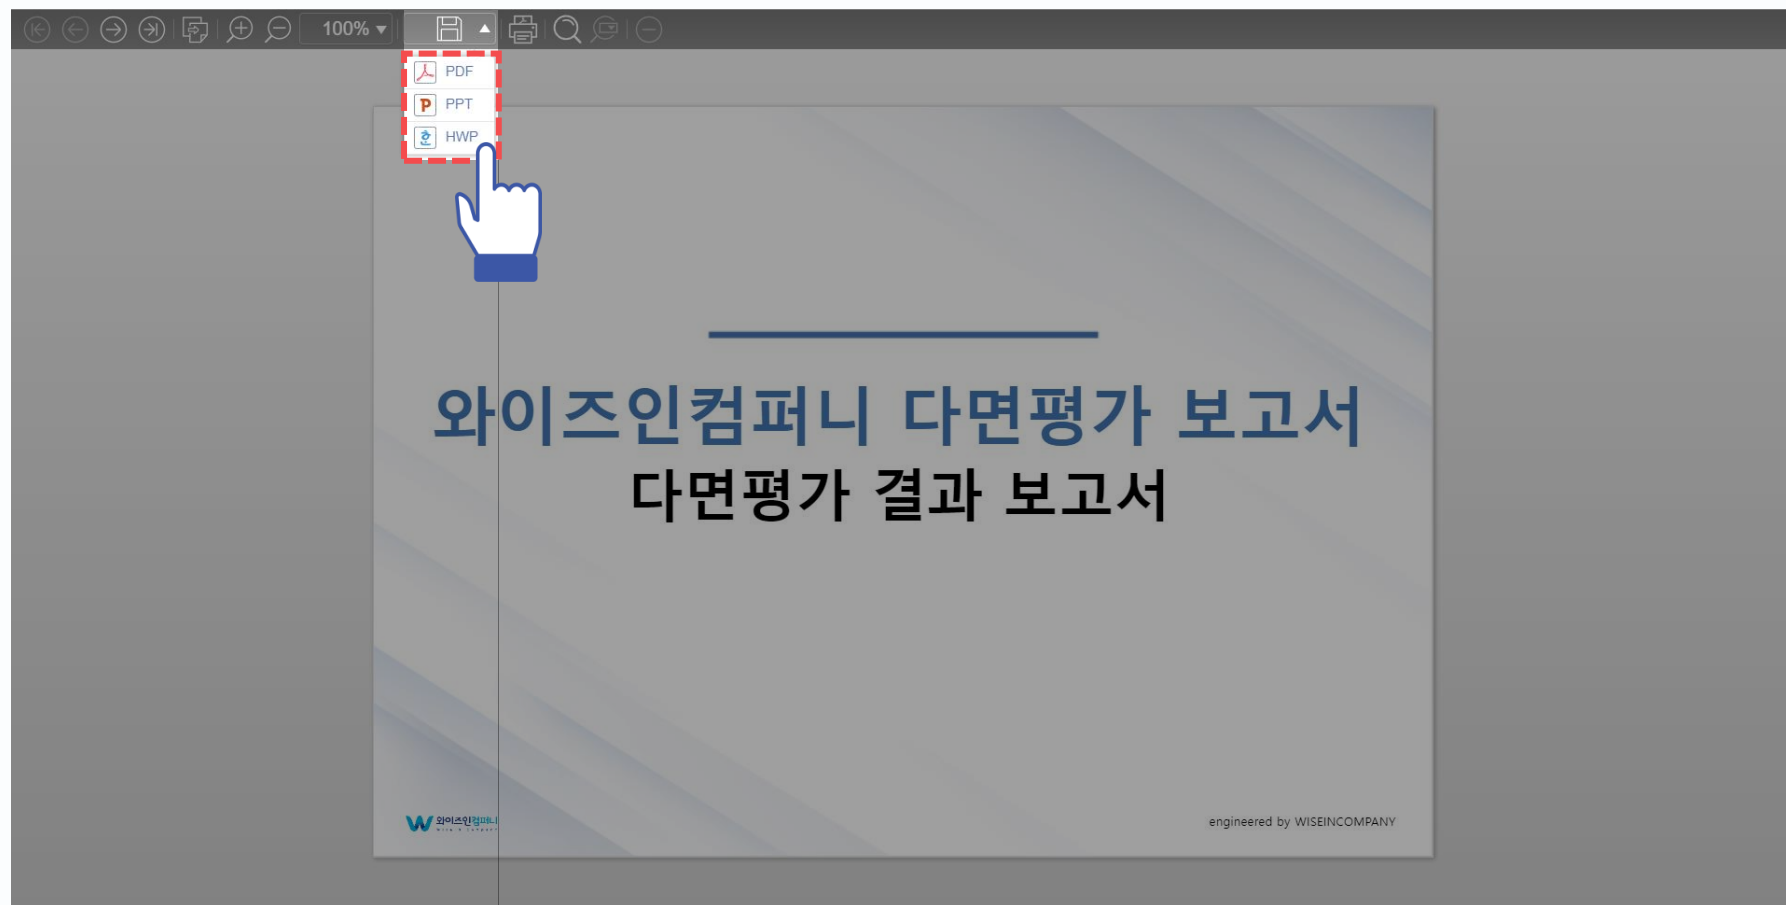 100%
PDF
PPT
HWP
와이즈인컴퍼니 다면평가 보고서
다면평가 결과 보고서
와이즈인컴퍼니
engineered by WISEINCOMPANY